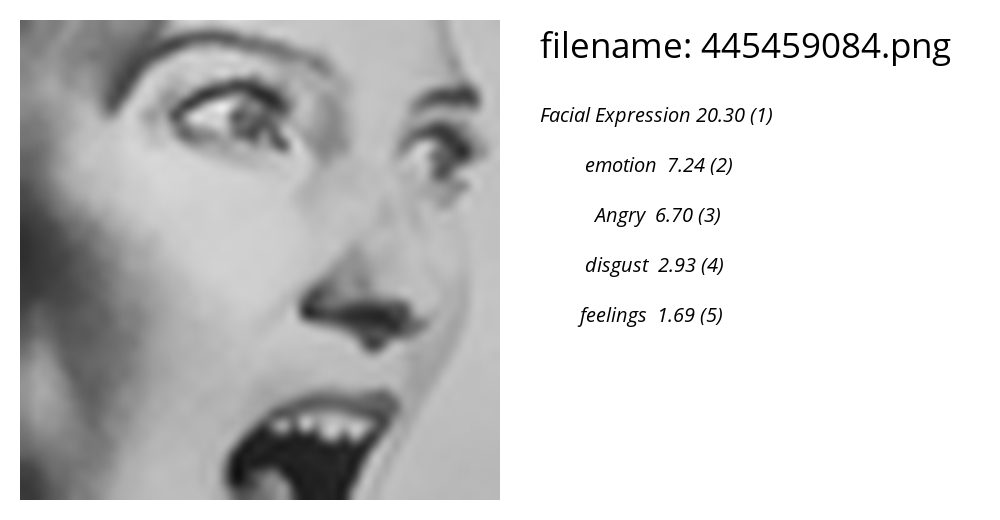 filename: 445459084.png
Facial Expression 20.30 (1)
emotion 7.24 (2)
Angry 6.70 (3)
disgust 2.93 (4)
feelings 1.69 (5)